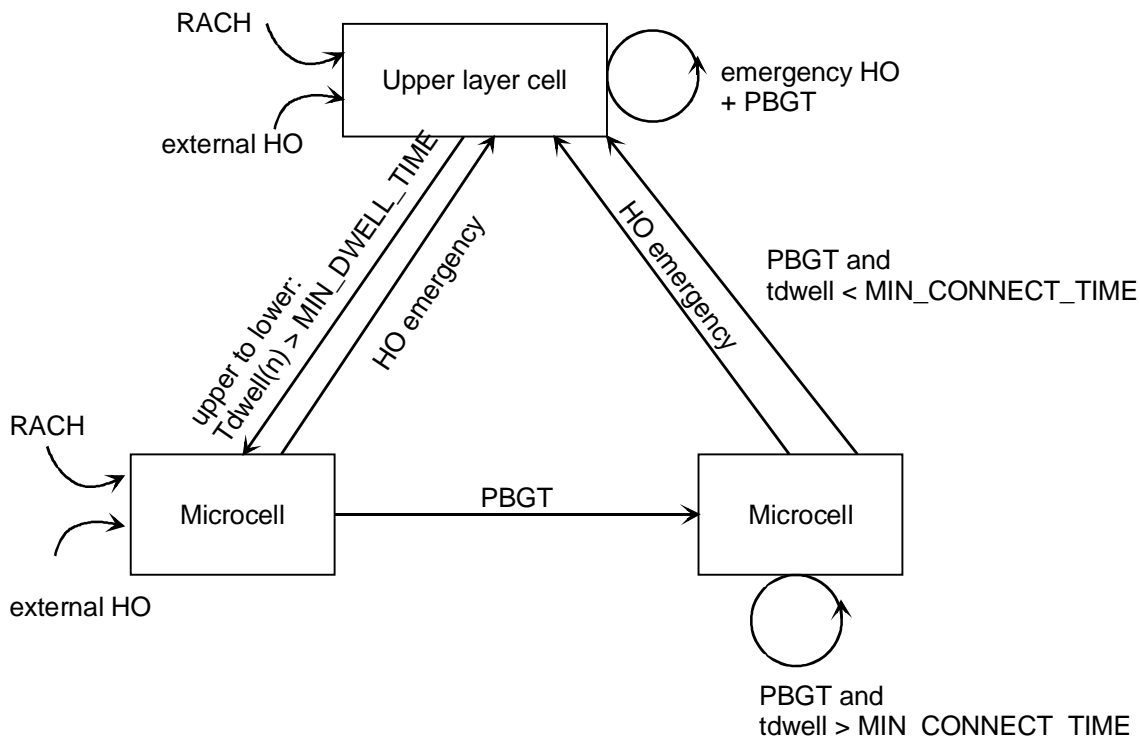 RACH
Upper layer cell
emergency HO
+ PBGT
external HO
upper to lower:
Tdwell(n) > MIN_DWELL_TIME
HO emergency
HO emergency
PBGT and
tdwell < MIN_CONNECT_TIME
RACH
Microcell
PBGT
Microcell
external HO
PBGT and
tdwell > MIN_CONNECT_TIME